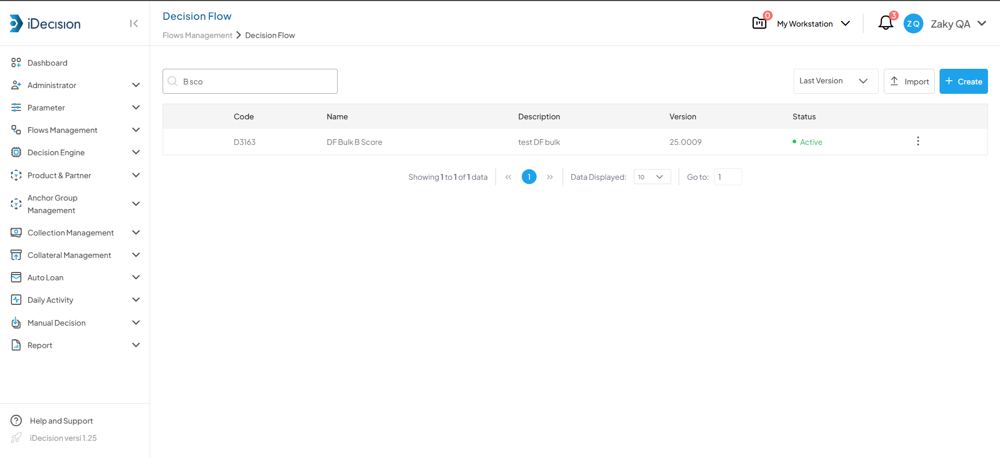 iDecision
Decision Flow
Flows Management > Decision Flow
0
My Workstation
3
ZQ
Zaky QA
Dashboard
Administrator
Parameter
Flows Management
Decision Engine
Product & Partner
Anchor Group
Management
Collection Management
Collateral Management
Auto Loan
Daily Activity
Manual Decision
Report
Help and Support
iDecision versi 1.25
B sco
Last Version
Import
+ Create
Code Name Description Version Status
D3163 DF Bulk B Score test DF bulk 25.0009 Active
Showing 1 to 1 of 1 data « 1 » Data Displayed: 10 Go to: 1